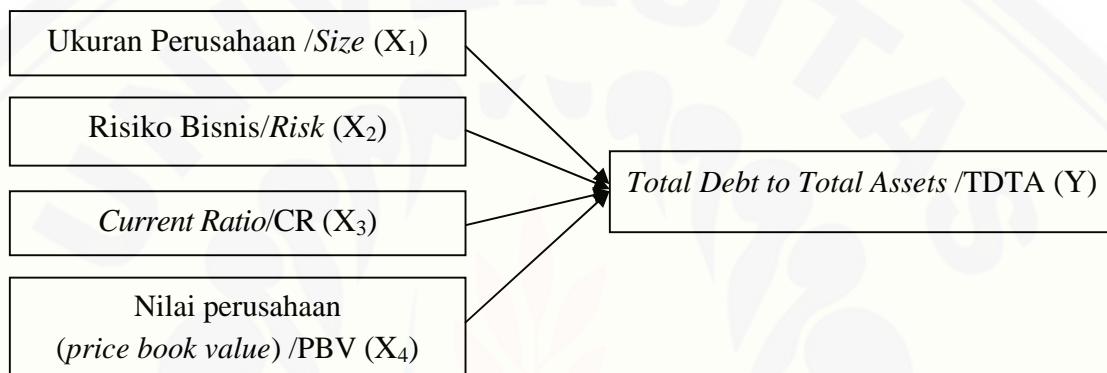 Ukuran Perusahaan /Size (X₁)
Risiko Bisnis/Risk (X₂)
Current Ratio/CR (X₃)
Nilai perusahaan
(price book value) /PBV (X₄)
Total Debt to Total Assets /TDTA (Y)
UNIVERSITAS